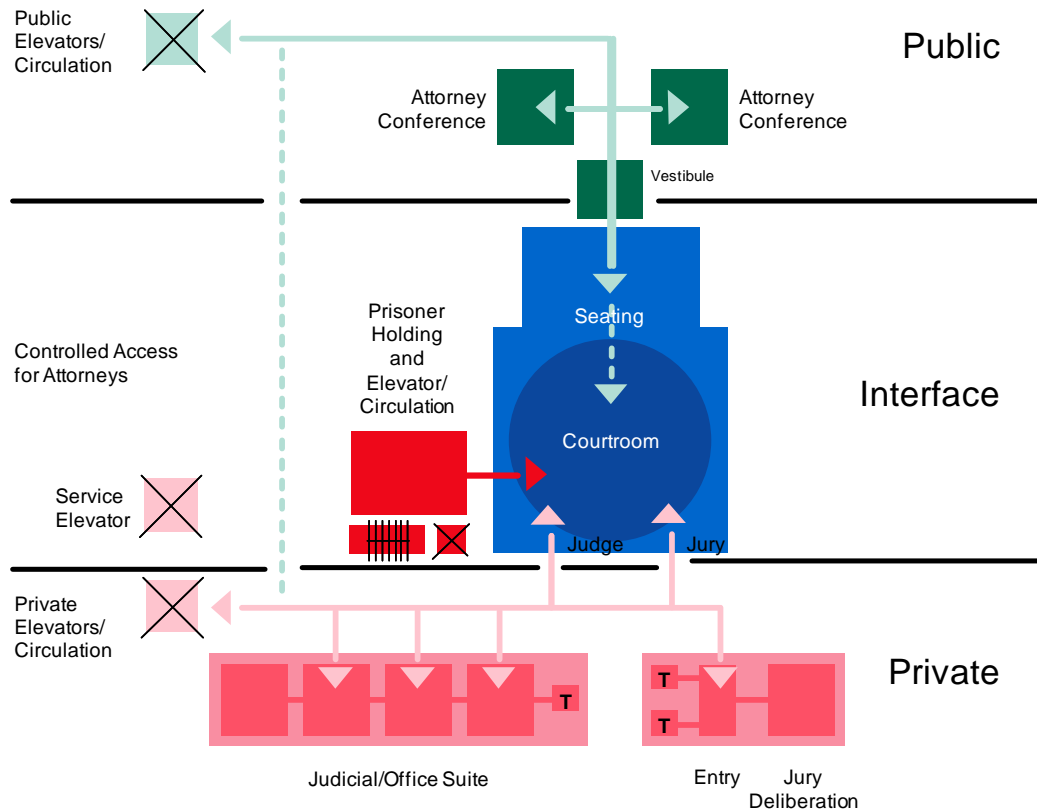 Public
Elevators/
Circulation
Public
Attorney
Conference
Attorney
Conference
Vestibule
Prisoner
Holding
and
Elevator/
Circulation
Seating
Controlled Access
for Attorneys
Interface
Courtroom
Service
Elevator
Judge
Jury
Private
Elevators/
Circulation
Private
T
T
T
Judicial/Office Suite
Entry
Jury
Deliberation